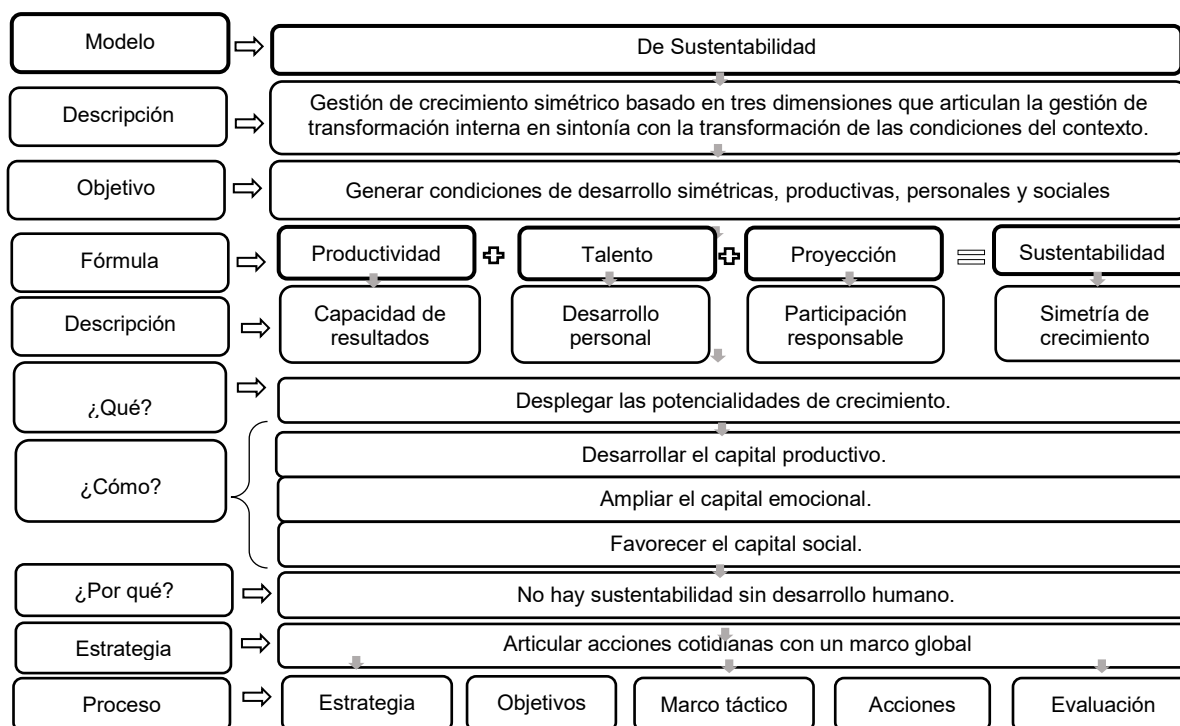 Modelo
De Sustentabilidad
Descripción
Gestión de crecimiento simétrico basado en tres dimensiones que articulan la gestión de
transformación interna en sintonía con la transformación de las condiciones del contexto.
Objetivo
Generar condiciones de desarrollo simétricas, productivas, personales y sociales
Fórmula
Productividad
Talento
Proyección
Sustentabilidad
Descripción
Capacidad de
resultados
Desarrollo
personal
Participación
responsable
Simetría de
crecimiento
¿Qué?
Desplegar las potencialidades de crecimiento.
¿Cómo?
Desarrollar el capital productivo.
Ampliar el capital emocional.
Favorecer el capital social.
¿Por qué?
No hay sustentabilidad sin desarrollo humano.
Estrategia
Articular acciones cotidianas con un marco global
Proceso
Estrategia
Objetivos
Marco táctico
Acciones
Evaluación